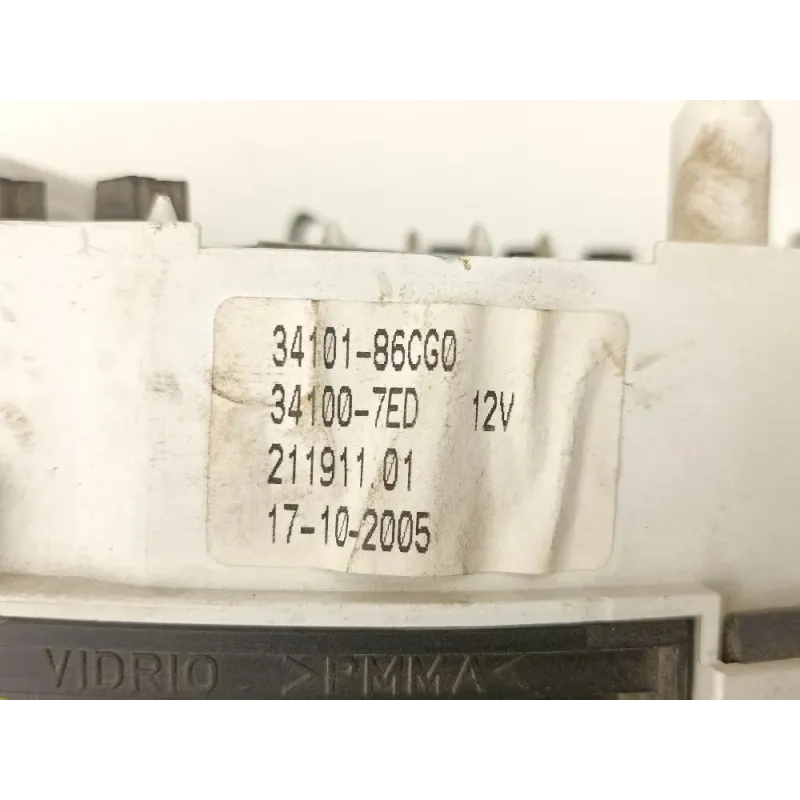 34101-86CG0
34100-7ED 12V
211911.01
17-10-2005
VIDRIO >PMMA<